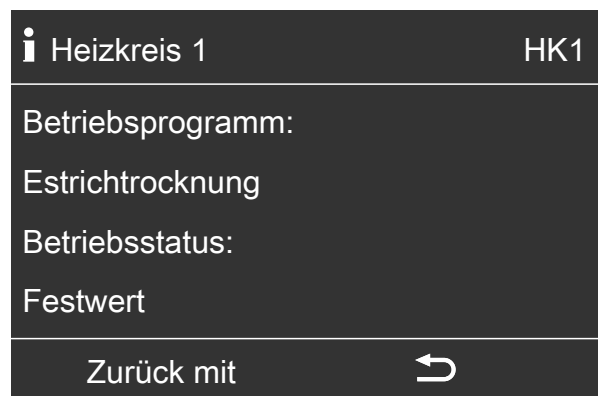 i Heizkreis 1 HK1
Betriebsprogramm:
Estrichtrocknung
Betriebsstatus:
Festwert
Zurück mit